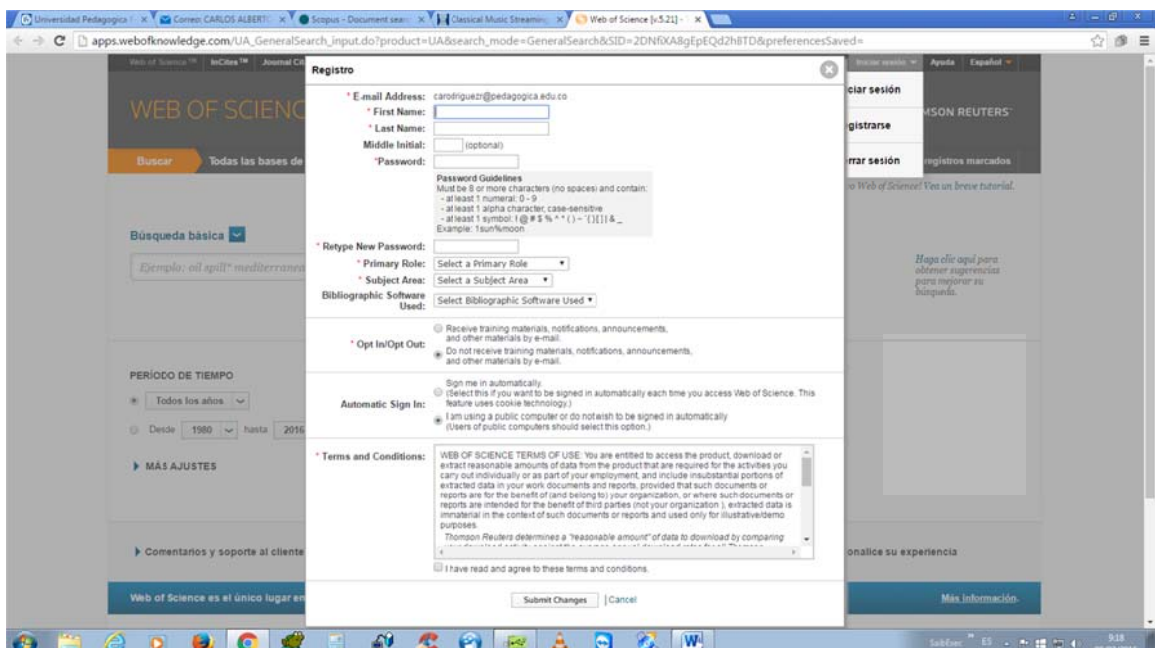 Universidad Pedagogica
Correo: CARLOS ALBERT
Scopus - Document sear
Classical Music Streaming
Web of Science [v.5.21] -
apps.webofknowledge.com/UA_GeneralSearch_input.do?product=UA&search_mode=GeneralSearch&SID=2DNfiXA8gEpEQd2h8TD&preferencesSaved=
Web of Science™ InCites™ Journal Cit
Iniciar sesión Ayuda Español
WEB OF SCIENC
MSON REUTERS™
ciar sesión
gistrarse
rrar sesión
Buscar Todas las bases de
registros marcados
vo Web of Science! Vea un breve tutorial.
Búsqueda básica
Ejemplo: oil spill* mediterranea
Haga clic aquí para
obtener sugerencias
para mejorar su
búsqueda.
PERÍODO DE TIEMPO
Todos los años
Desde 1980 hasta 2016
MÁS AJUSTES
Comentarios y soporte al cliente
onalice su experiencia
Web of Science es el único lugar en
Más información.
Registro
* E-mail Address: carodriguezr@pedagogica.edu.co
* First Name:
* Last Name:
Middle Initial: (optional)
*Password:
Password Guidelines
Must be 8 or more characters (no spaces) and contain:
- at least 1 numeral: 0 - 9
- at least 1 alpha character, case-sensitive
- at least 1 symbol: ! @ # $ % ^ * ( ) ~ ` { } [ ] | & _
Example: 1sun%moon
* Retype New Password:
* Primary Role: Select a Primary Role
* Subject Area: Select a Subject Area
Bibliographic Software
Used: Select Bibliographic Software Used
* Opt In/Opt Out:
Receive training materials, notifications, announcements,
and other materials by e-mail.
Do not receive training materials, notifications, announcements,
and other materials by e-mail.
Automatic Sign In:
Sign me in automatically.
(Select this if you want to be signed in automatically each time you access Web of Science. This
feature uses cookie technology.)
I am using a public computer or do not wish to be signed in automatically
(Users of public computers should select this option.)
* Terms and Conditions:
WEB OF SCIENCE TERMS OF USE: You are entitled to access the product, download or
extract reasonable amounts of data from the product that are required for the activities you
carry out individually or as part of your employment, and include insubstantial portions of
extracted data in your work documents and reports, provided that such documents or
reports are for the benefit of (and belong to) your organization, or where such documents or
reports are intended for the benefit of third parties (not your organization ), extracted data is
immaterial in the context of such documents or reports and used only for illustrative/demo
purposes.
Thomson Reuters determines a "reasonable amount" of data to download by comparing
I have read and agree to these terms and conditions.
Submit Changes | Cancel
ES
9:18